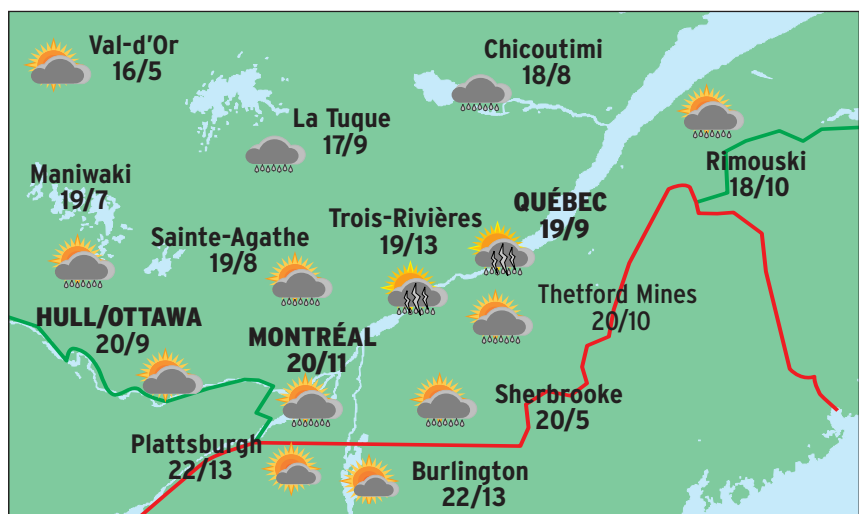 Val-d'Or
16/5
Chicoutimi
18/8
La Tuque
17/9
Rimouski
18/10
Maniwaki
19/7
QUÉBEC
19/9
Trois-Rivières
19/13
Sainte-Agathe
19/8
Thetford Mines
20/10
HULL/OTTAWA
20/9
MONTRÉAL
20/11
Sherbrooke
20/5
Plattsburgh
22/13
Burlington
22/13